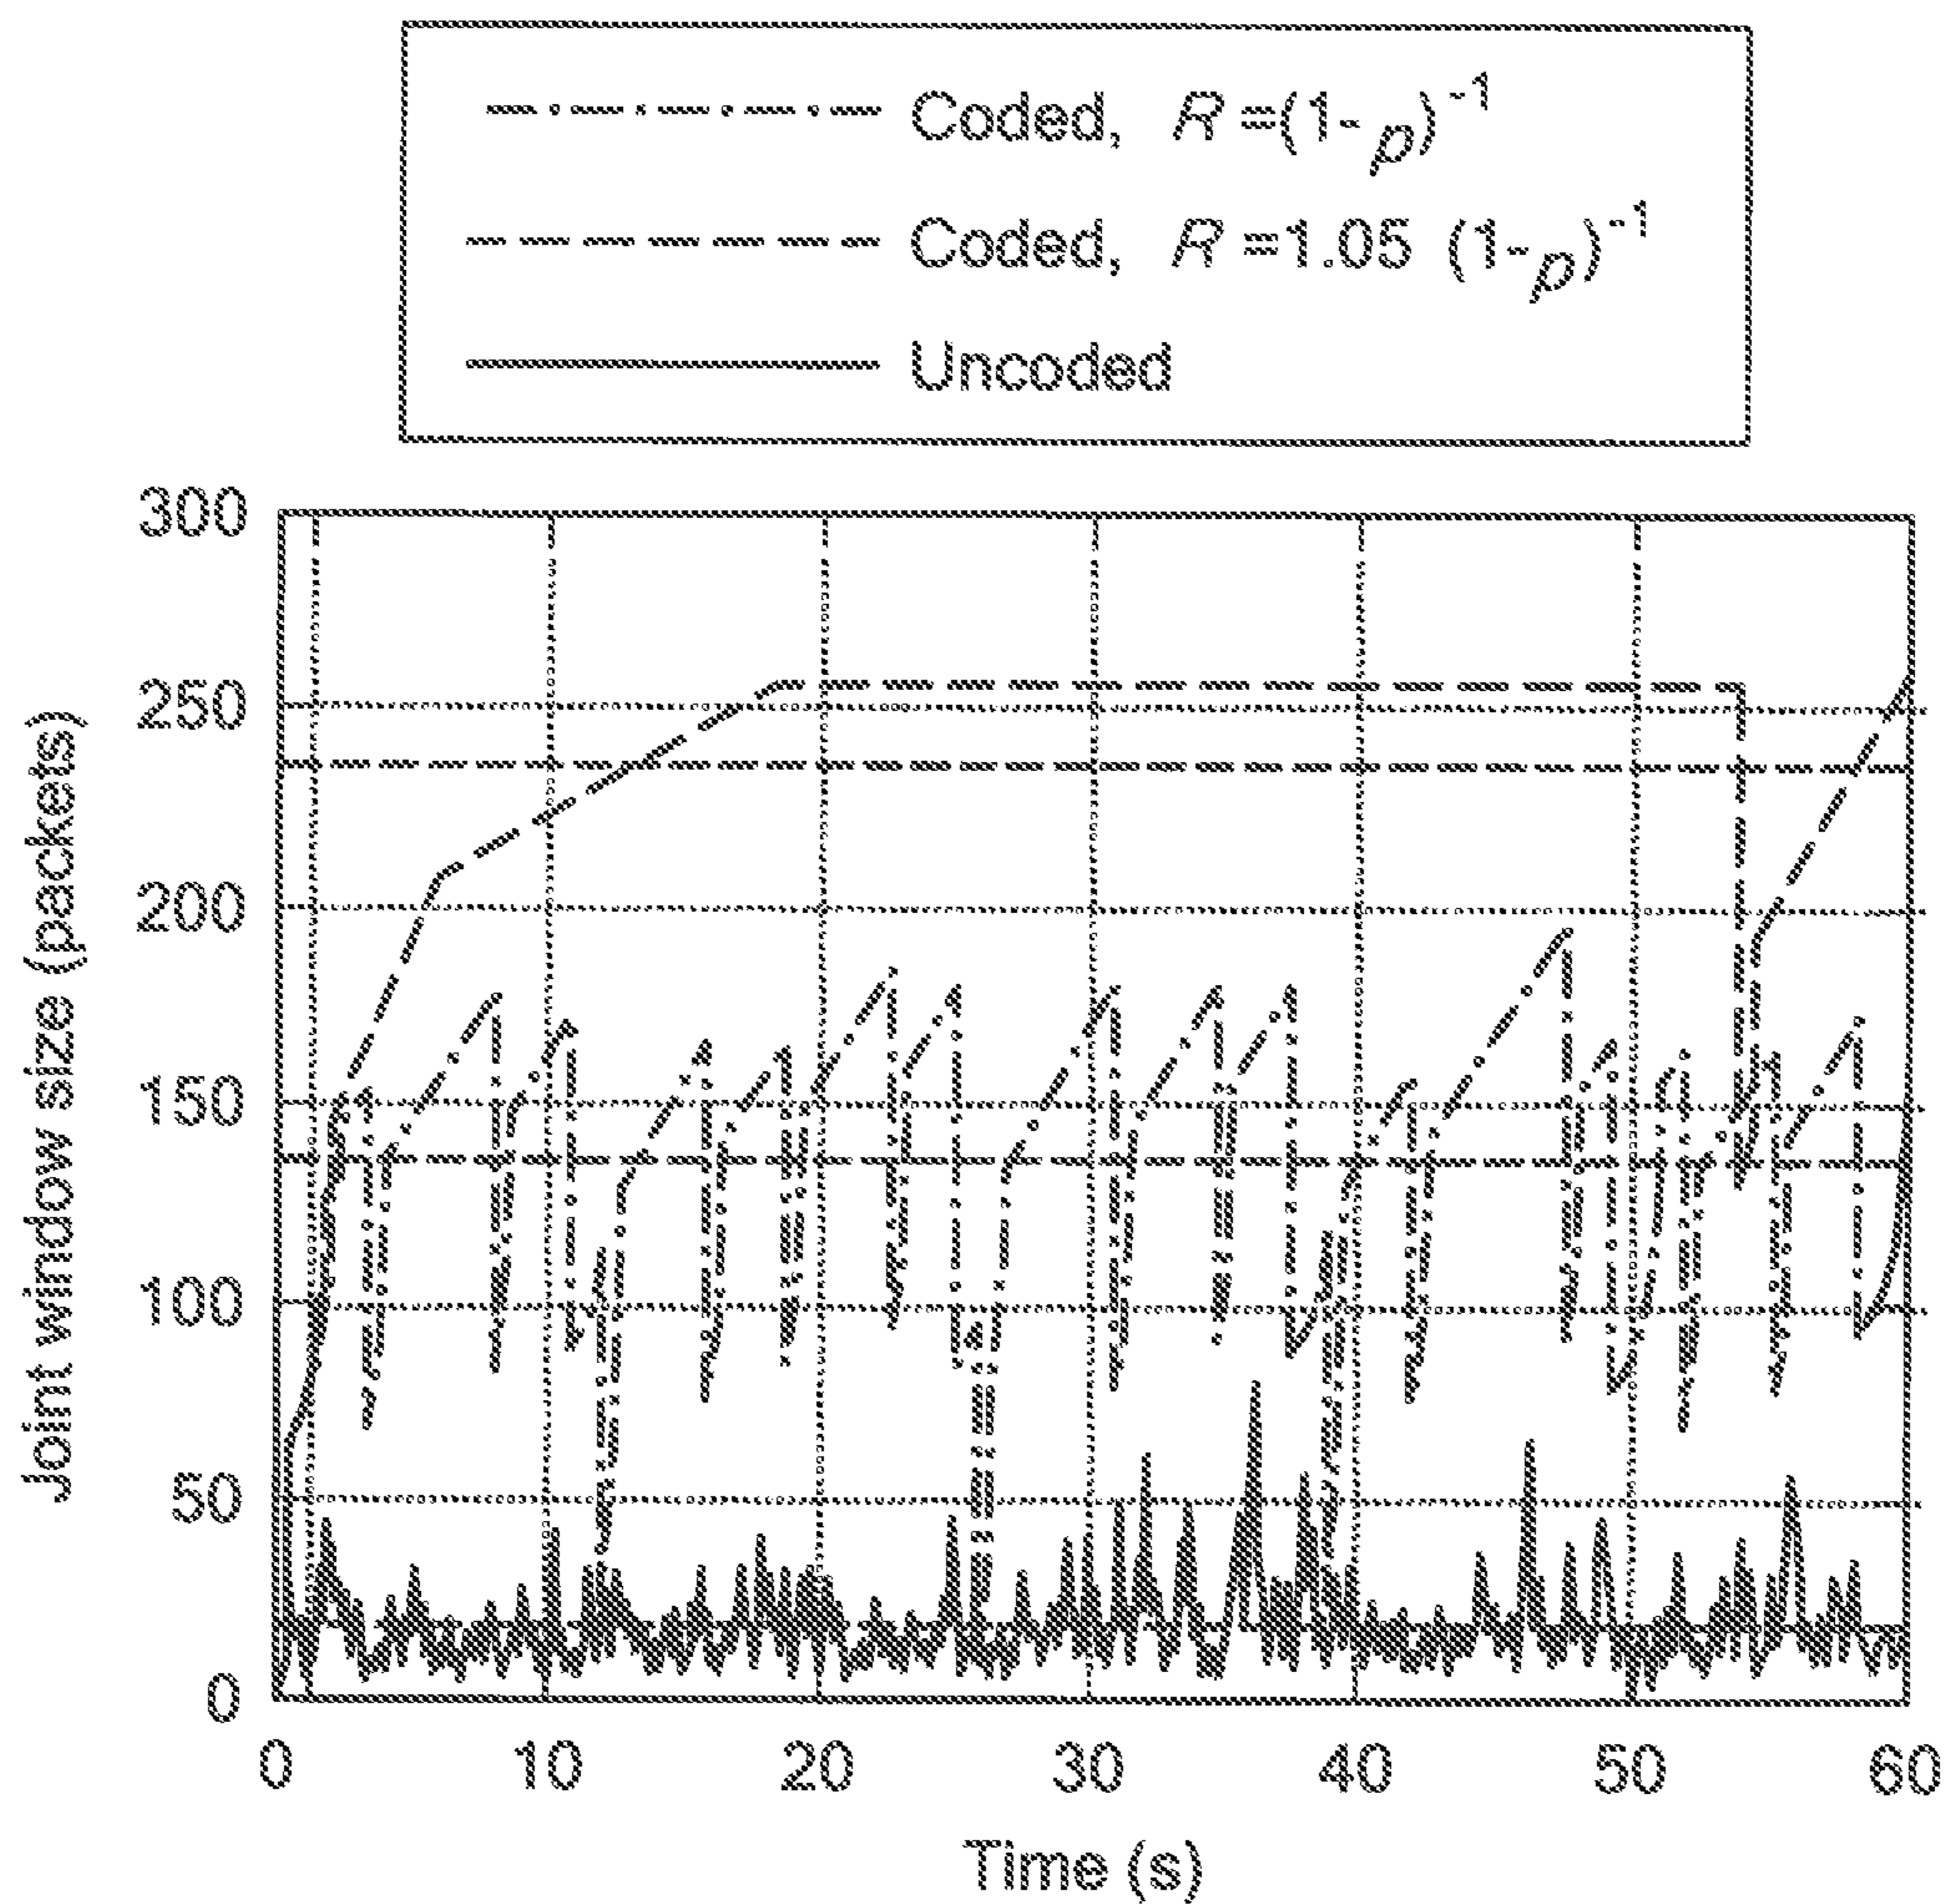 Coded, R=(1-p)^-1
Coded, R=1.05 (1-p)^-1
Uncoded
300
250
200
150
100
50
0
Joint window size (packets)
0 10 20 30 40 50 60
Time (s)